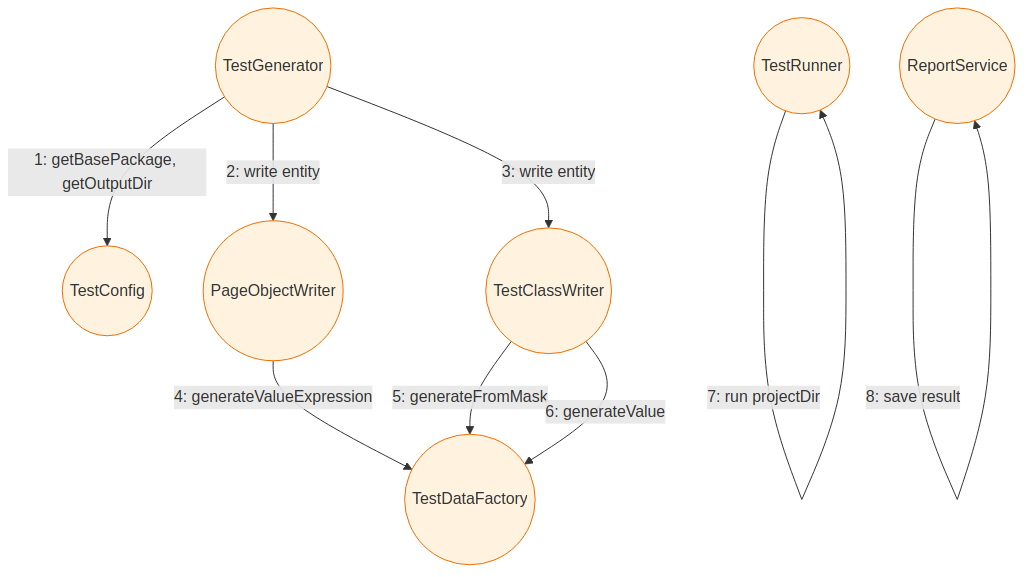 TestGenerator
TestRunner
ReportService
1: getBasePackage,
getOutputDir
2: write entity
3: write entity
TestConfig
PageObjectWriter
TestClassWriter
4: generateValueExpression
5: generateFromMask
6: generateValue
7: run projectDir
8: save result
TestDataFactory